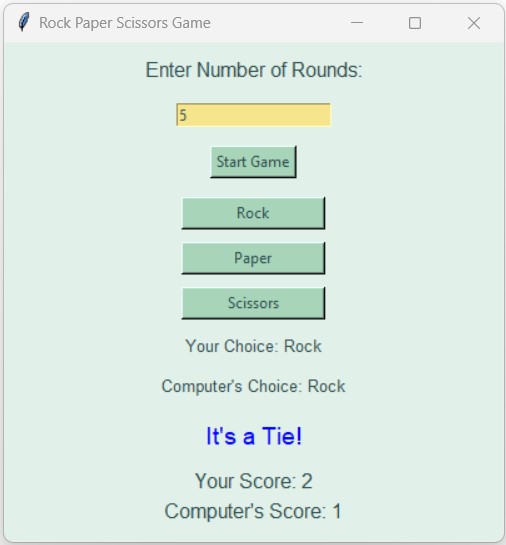 Rock Paper Scissors Game
Enter Number of Rounds:
5
Start Game
Rock
Paper
Scissors
Your Choice: Rock
Computer's Choice: Rock
It's a Tie!
Your Score: 2
Computer's Score: 1